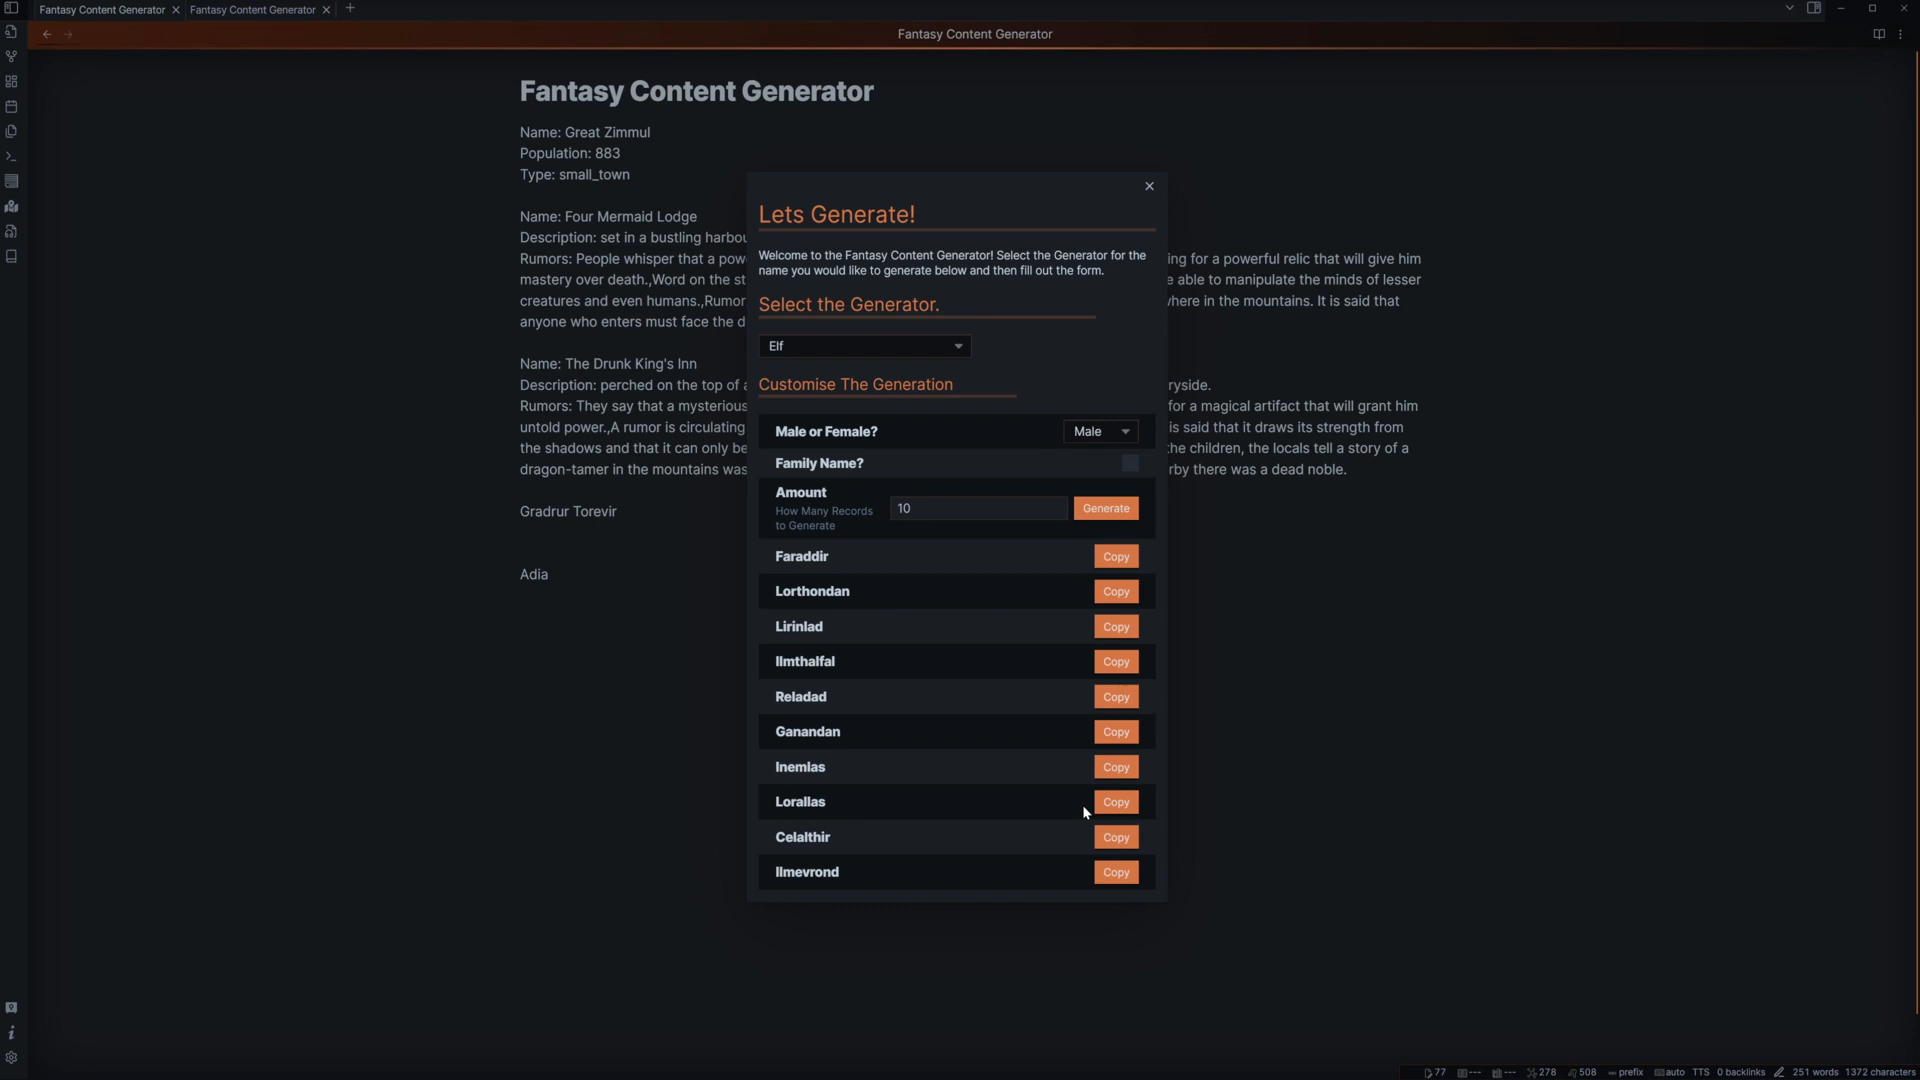 Fantasy Content Generator
Fantasy Content Generator
Fantasy Content Generator
Fantasy Content Generator
Name: Great Zimmul
Population: 883
Type: small_town
Name: Four Mermaid Lodge
Description: set in a bustling harbou
Rumors: People whisper that a pow
ing for a powerful relic that will give him
mastery over death.,Word on the st
e able to manipulate the minds of lesser
creatures and even humans.,Rumor
where in the mountains. It is said that
anyone who enters must face the d
Name: The Drunk King's Inn
Description: perched on the top of a
ryside.
Rumors: They say that a mysterious
for a magical artifact that will grant him
untold power.,A rumor is circulating
is said that it draws its strength from
the shadows and that it can only be
the children, the locals tell a story of a
dragon-tamer in the mountains was
rby there was a dead noble.
Gradrur Torevir
Adia
Lets Generate!
Welcome to the Fantasy Content Generator! Select the Generator for the
name you would like to generate below and then fill out the form.
Select the Generator.
Elf
Customise The Generation
Male or Female?
Male
Family Name?
Amount
How Many Records
to Generate
10
Generate
Faraddir
Copy
Lorthondan
Copy
Lirinlad
Copy
Ilmthalfal
Copy
Reladad
Copy
Ganandan
Copy
Inemlas
Copy
Lorallas
Copy
Celalthir
Copy
Ilmevrond
Copy
77
---
---
278
508
prefix
auto
TTS
0 backlinks
251 words
1372 characters